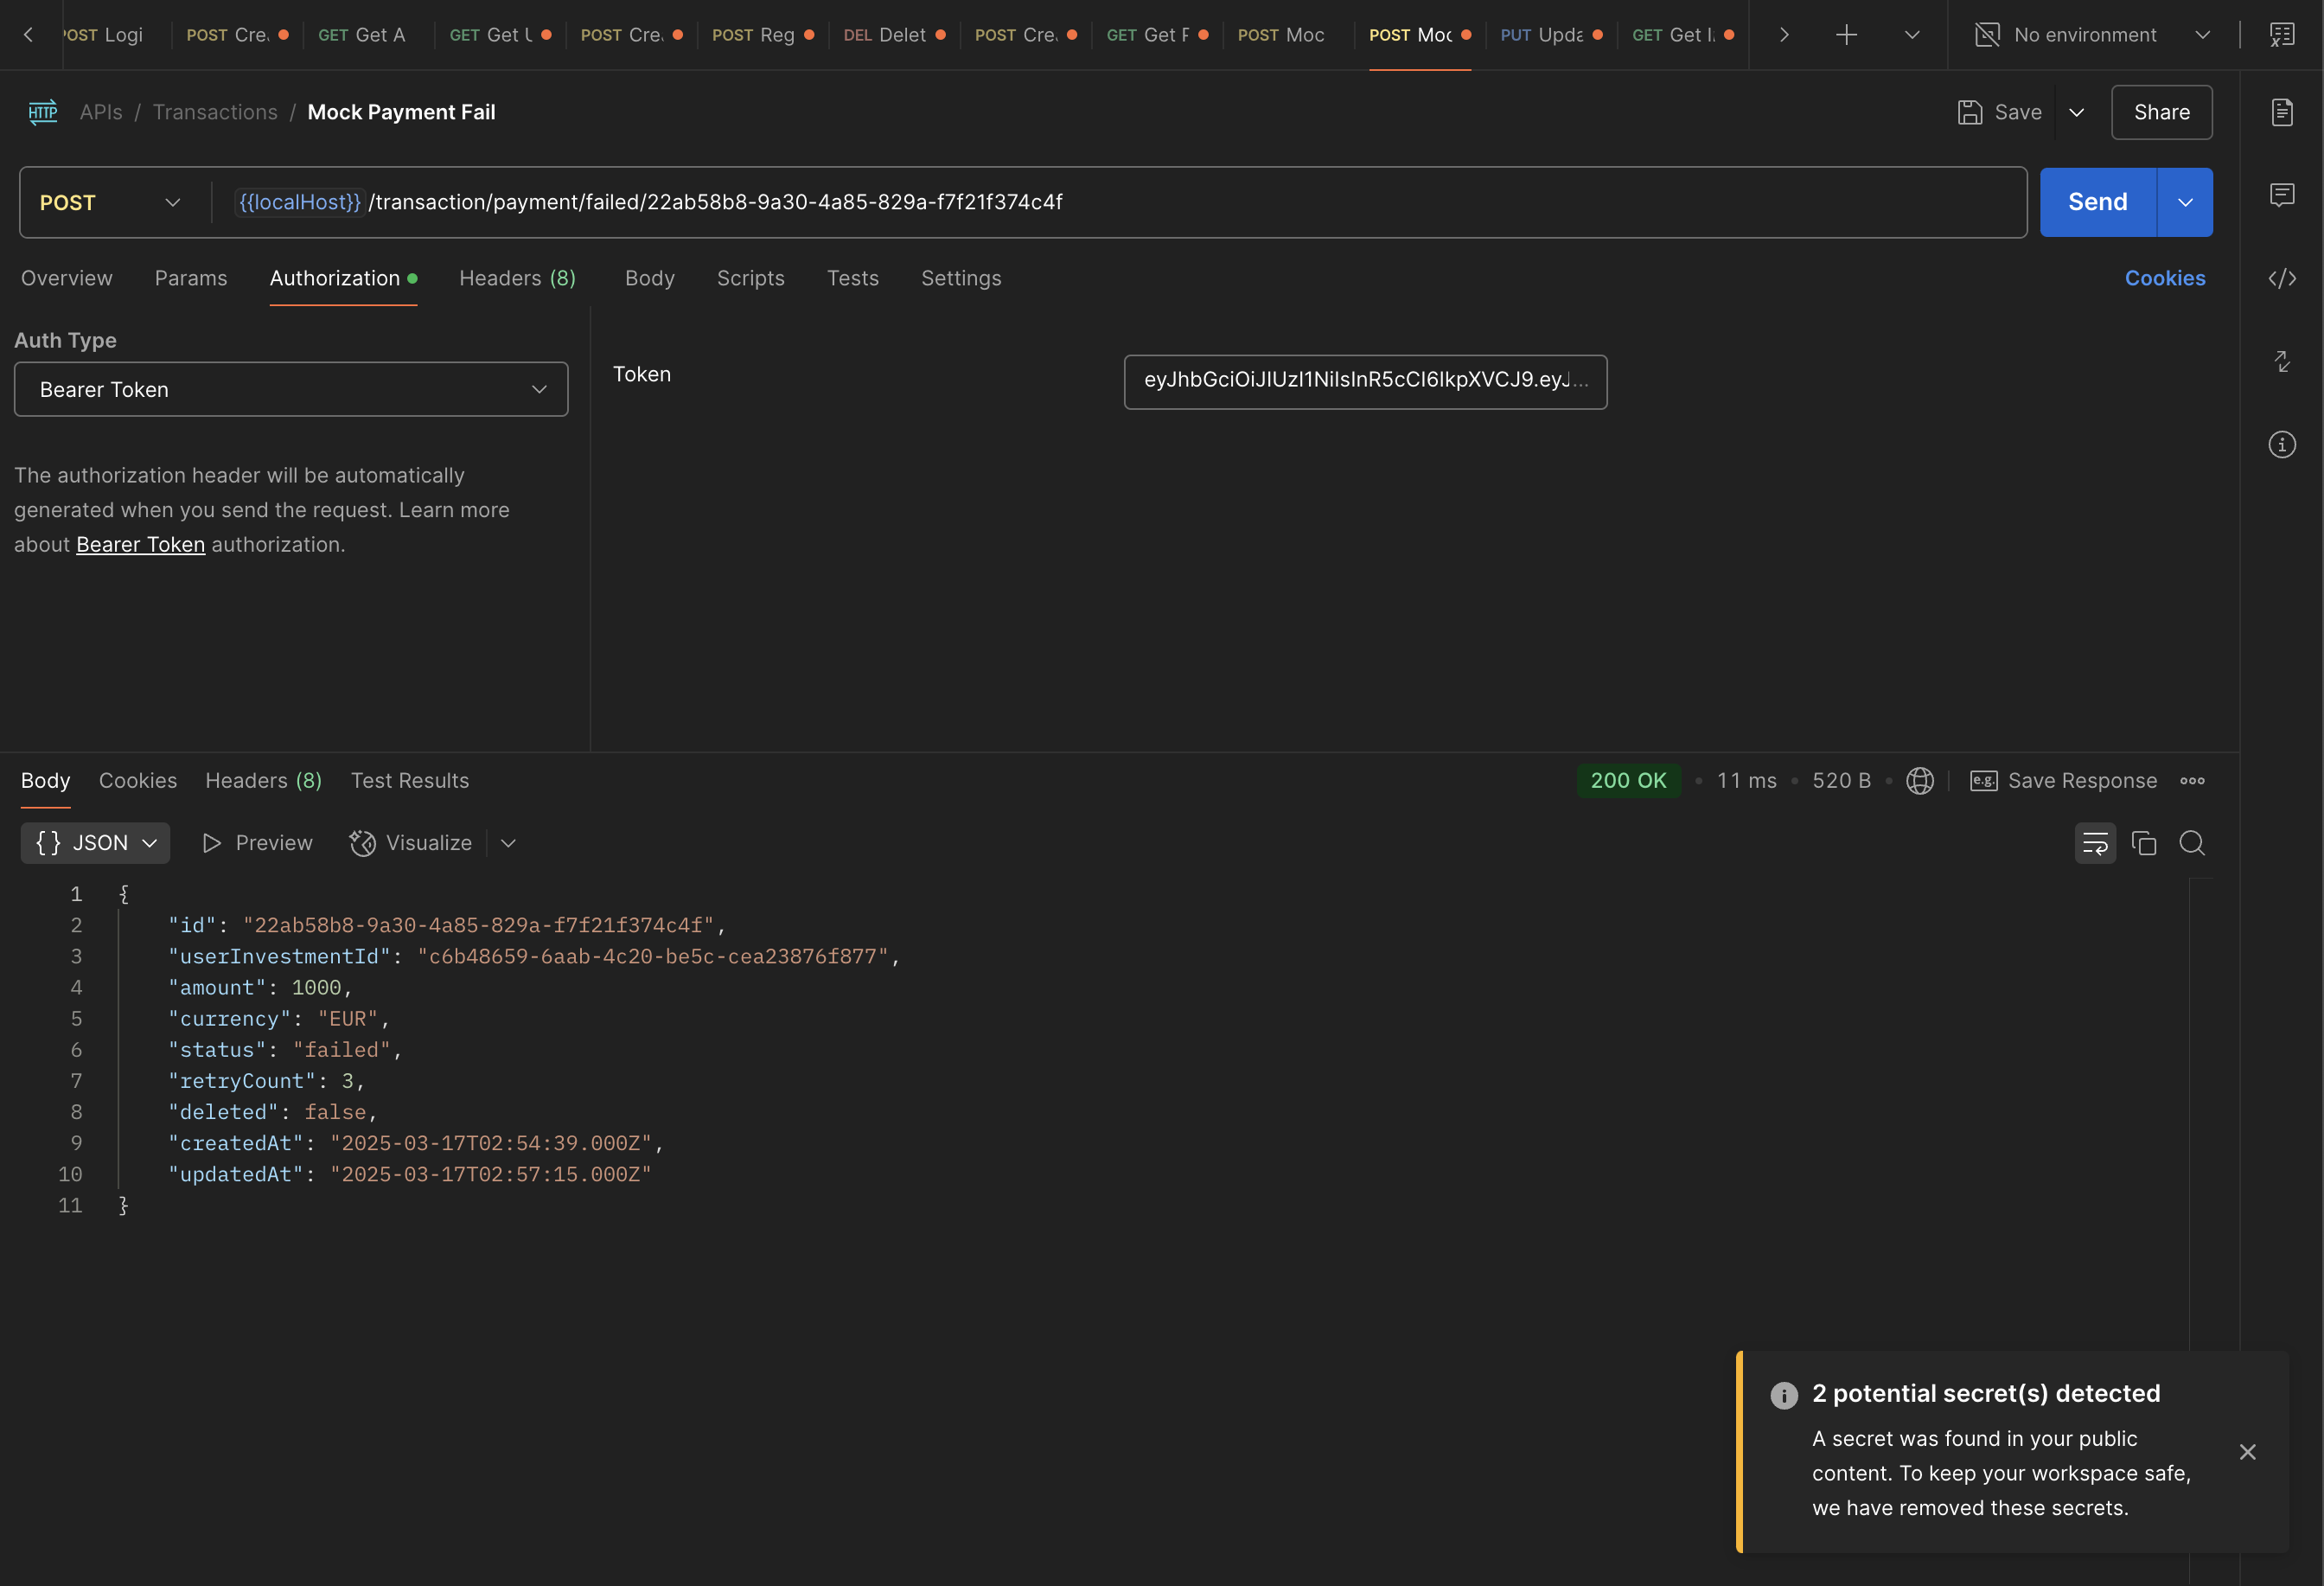 POST Logi
POST Cre
GET Get A
GET Get U
POST Cre
POST Reg
DEL Delet
POST Cre
GET Get F
POST Moc
POST Moc
PUT Upda
GET Get
No environment
HTTP APIs / Transactions / Mock Payment Fail
Save
Share
POST
{{localHost}}/transaction/payment/failed/22ab58b8-9a30-4a85-829a-f7f21f374c4f
Send
Overview Params Authorization Headers (8) Body Scripts Tests Settings
Cookies
Auth Type
Bearer Token
Token
eyJhbGciOiJIUzI1NiIsInR5cCI6IkpXVCJ9.eyJ...
The authorization header will be automatically
generated when you send the request. Learn more
about Bearer Token authorization.
Body Cookies Headers (8) Test Results
200 OK • 11 ms • 520 B
e.g. Save Response
{} JSON
Preview
Visualize
1 {
2 "id": "22ab58b8-9a30-4a85-829a-f7f21f374c4f",
3 "userInvestmentId": "c6b48659-6aab-4c20-be5c-cea23876f877",
4 "amount": 1000,
5 "currency": "EUR",
6 "status": "failed",
7 "retryCount": 3,
8 "deleted": false,
9 "createdAt": "2025-03-17T02:54:39.000Z",
10 "updatedAt": "2025-03-17T02:57:15.000Z"
11 }
2 potential secret(s) detected
A secret was found in your public
content. To keep your workspace safe,
we have removed these secrets.